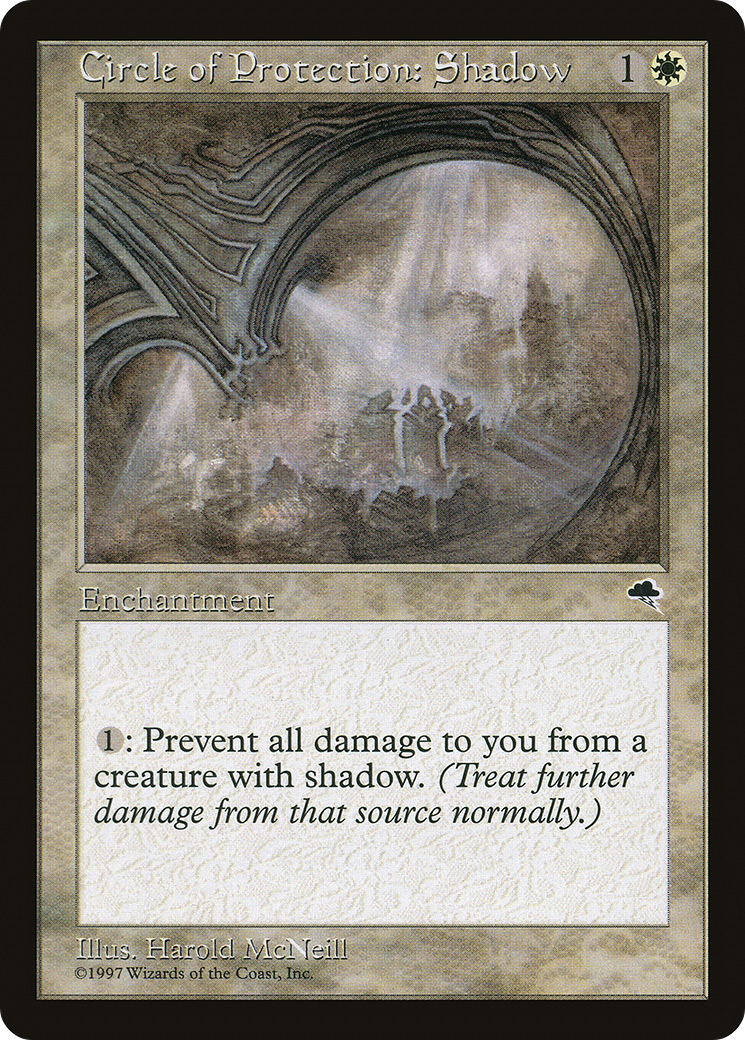 Circle of Protection: Shadow 1
Enchantment
1: Prevent all damage to you from a
creature with shadow. (Treat further
damage from that source normally.)
Illus. Harold McNeill
©1997 Wizards of the Coast, Inc.